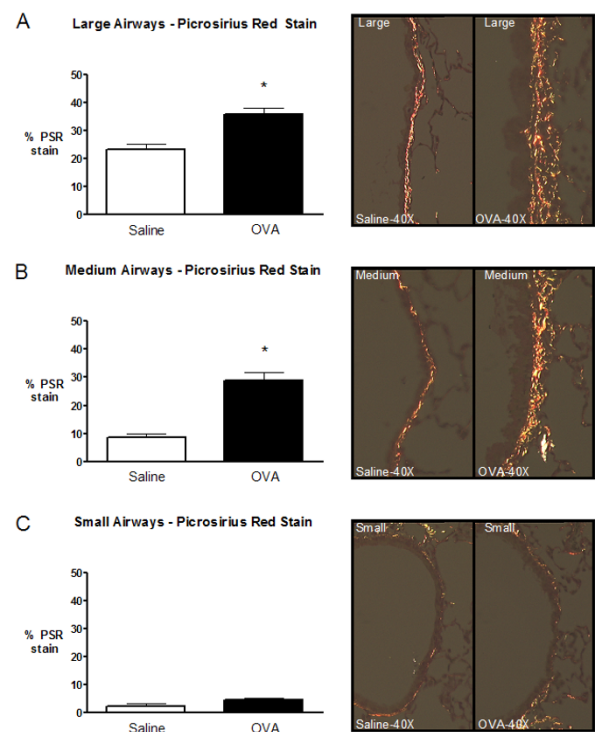 A
Large Airways - Picrosirius Red Stain
50
40
30
20
10
0
% PSR
stain
*
Saline
OVA
Large
Large
Saline-40X
OVA-40X
B
Medium Airways - Picrosirius Red Stain
50
40
30
20
10
0
% PSR
stain
*
Saline
OVA
Medium
Medium
Saline-40X
OVA-40X
C
Small Airways - Picrosirius Red Stain
50
40
30
20
10
0
% PSR
stain
Saline
OVA
Small
Small
Saline-40X
OVA-40X